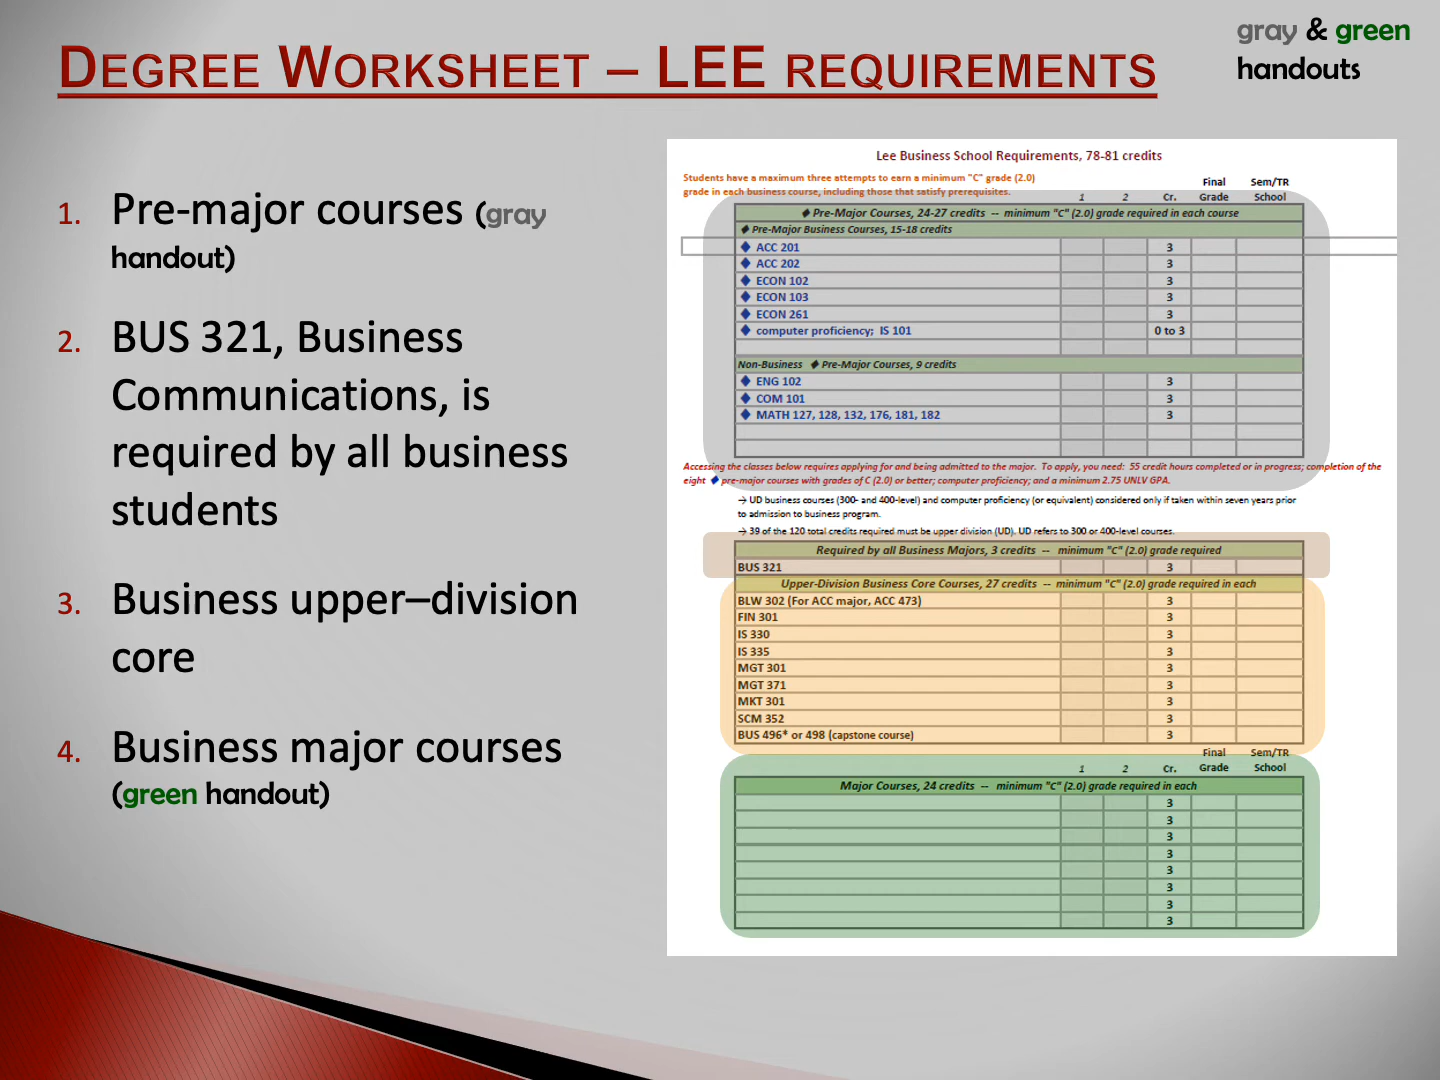 gray & green
handouts
DEGREE WORKSHEET – LEE REQUIREMENTS
1. Pre-major courses (gray
handout)
2. BUS 321, Business
Communications, is
required by all business
students
3. Business upper–division
core
4. Business major courses
(green handout)
Lee Business School Requirements, 78-81 credits
Students have a maximum three attempts to earn a minimum "C" grade (2.0)
grade in each business course, including those that satisfy prerequisites.
Final Sem/TR
1 2 Cr. Grade School
◆ Pre-Major Courses, 24-27 credits -- minimum "C" (2.0) grade required in each course
◆ Pre-Major Business Courses, 15-18 credits
◆ ACC 201 3
◆ ACC 202 3
◆ ECON 102 3
◆ ECON 103 3
◆ ECON 261 3
◆ computer proficiency; IS 101 0 to 3
Non-Business ◆ Pre-Major Courses, 9 credits
◆ ENG 102 3
◆ COM 101 3
◆ MATH 127, 128, 132, 176, 181, 182 3
Accessing the classes below requires applying for and being admitted to the major. To apply, you need: 55 credit hours completed or in progress; completion of the
eight ◆ pre-major courses with grades of C (2.0) or better; computer proficiency; and a minimum 2.75 UNLV GPA.
→ UD business courses (300- and 400-level) and computer proficiency (or equivalent) considered only if taken within seven years prior
to admission to business program.
→ 39 of the 120 total credits required must be upper division (UD). UD refers to 300 or 400-level courses.
Required by all Business Majors, 3 credits -- minimum "C" (2.0) grade required
BUS 321 3
Upper-Division Business Core Courses, 27 credits -- minimum "C" (2.0) grade required in each
BLW 302 (For ACC major, ACC 473) 3
FIN 301 3
IS 330 3
IS 335 3
MGT 301 3
MGT 371 3
MKT 301 3
SCM 352 3
BUS 496* or 498 (capstone course) 3
Final Sem/TR
1 2 Cr. Grade School
Major Courses, 24 credits -- minimum "C" (2.0) grade required in each
3
3
3
3
3
3
3
3